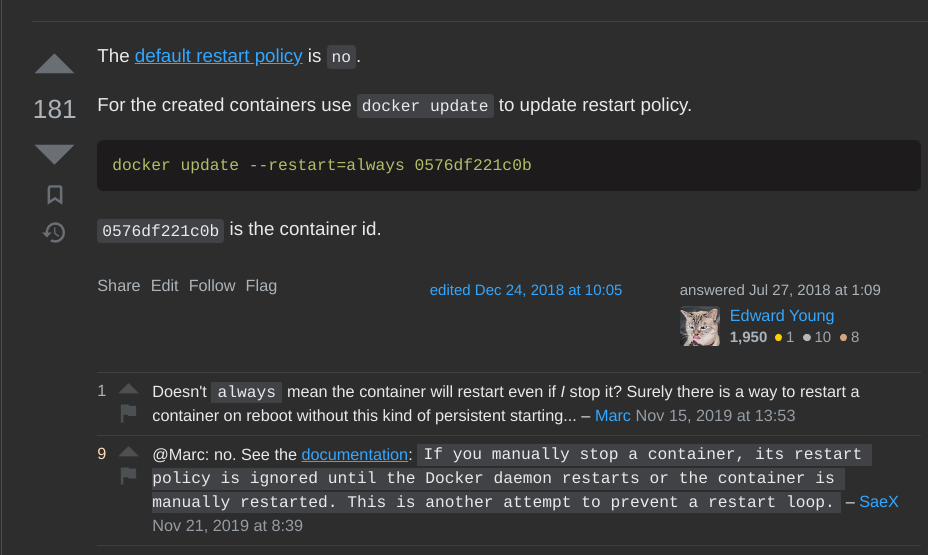 The default restart policy is no.
181
For the created containers use docker update to update restart policy.
docker update --restart=always 0576df221c0b
0576df221c0b is the container id.
Share Edit Follow Flag
edited Dec 24, 2018 at 10:05
answered Jul 27, 2018 at 1:09
Edward Young
1,950 1 10 8
1
Doesn't always mean the container will restart even if I stop it? Surely there is a way to restart a
container on reboot without this kind of persistent starting... – Marc Nov 15, 2019 at 13:53
9
@Marc: no. See the documentation: If you manually stop a container, its restart
policy is ignored until the Docker daemon restarts or the container is
manually restarted. This is another attempt to prevent a restart loop. – SaeX
Nov 21, 2019 at 8:39